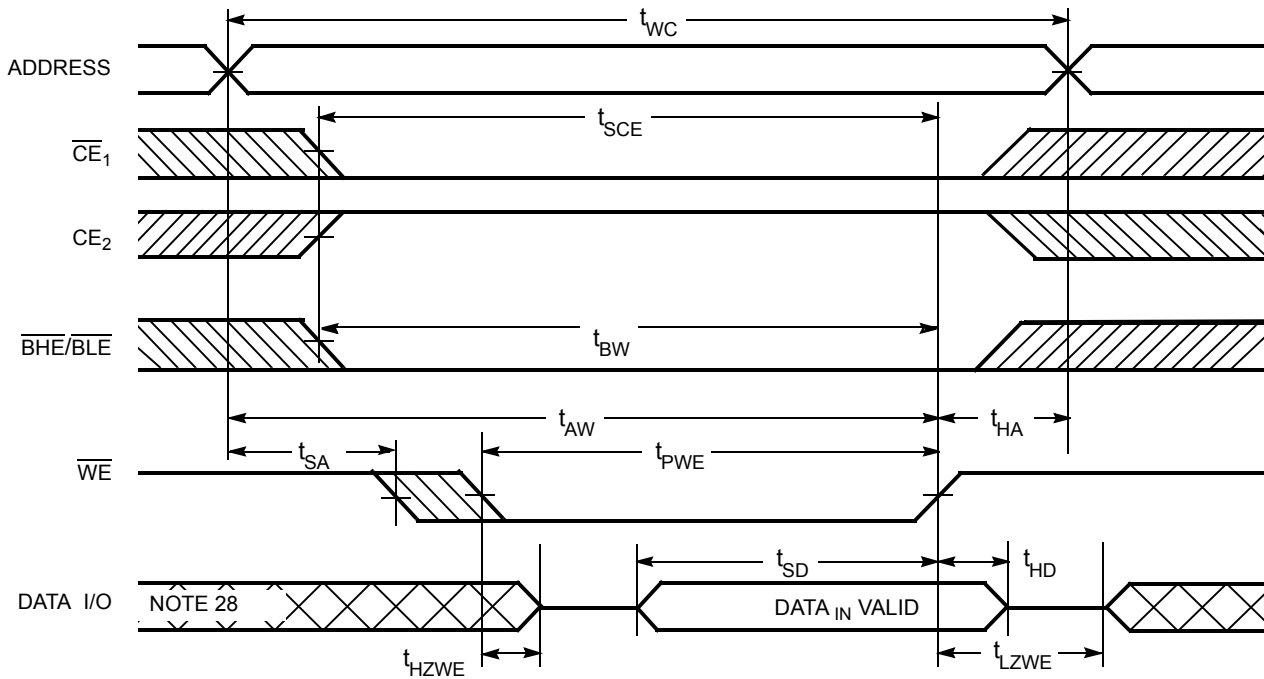 tWC
ADDRESS
tSCE
CE1
CE2
BHE/BLE
tBW
tAW
tHA
tSA
tPWE
WE
tSD
tHD
DATA I/O
NOTE 28
DATA IN VALID
tHZWE
tLZWE